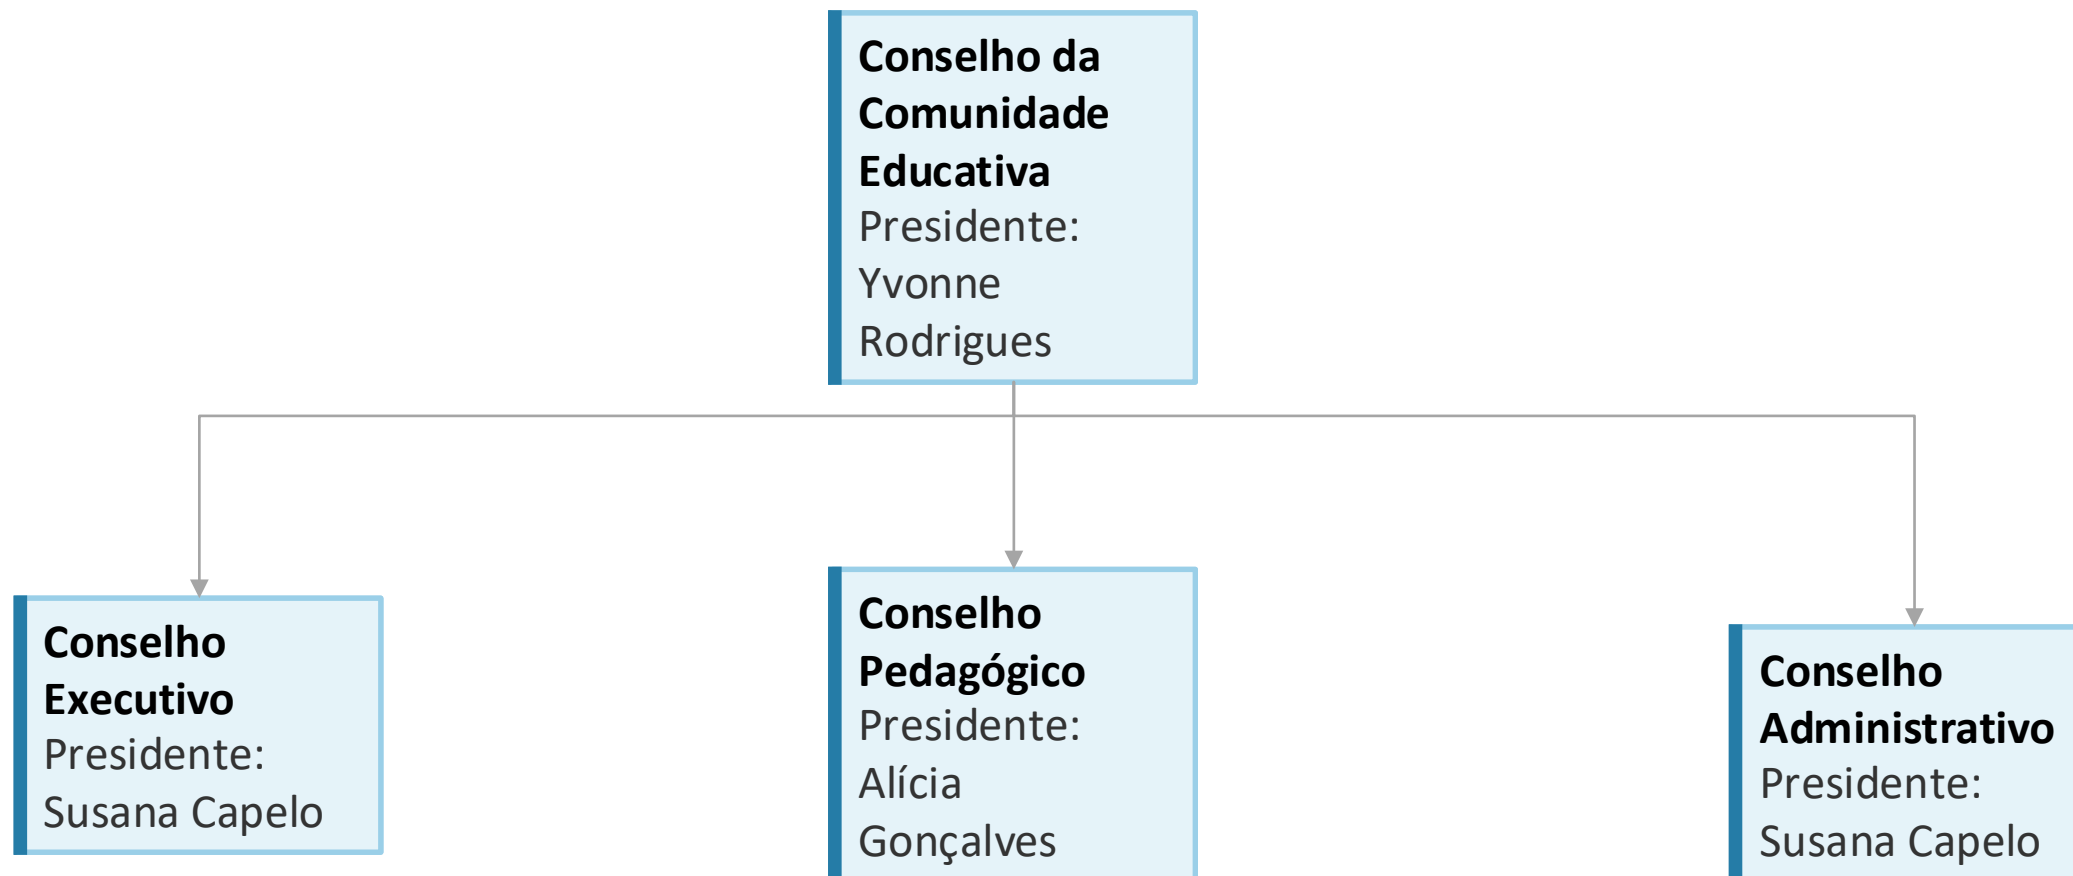 Conselho da
Comunidade
Educativa
Presidente:
Yvonne
Rodrigues
Conselho
Executivo
Presidente:
Susana Capelo
Conselho
Pedagógico
Presidente:
Alícia
Gonçalves
Conselho
Administrativo
Presidente:
Susana Capelo